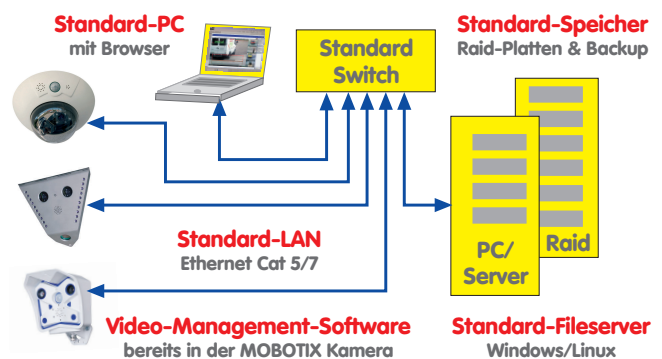 Standard-PC
mit Browser
Standard
Switch
Standard-Speicher
Raid-Platten & Backup
Standard-LAN
Ethernet Cat 5/7
PC/
Server
Raid
Video-Management-Software
bereits in der MOBOTIX Kamera
Standard-Fileserver
Windows/Linux